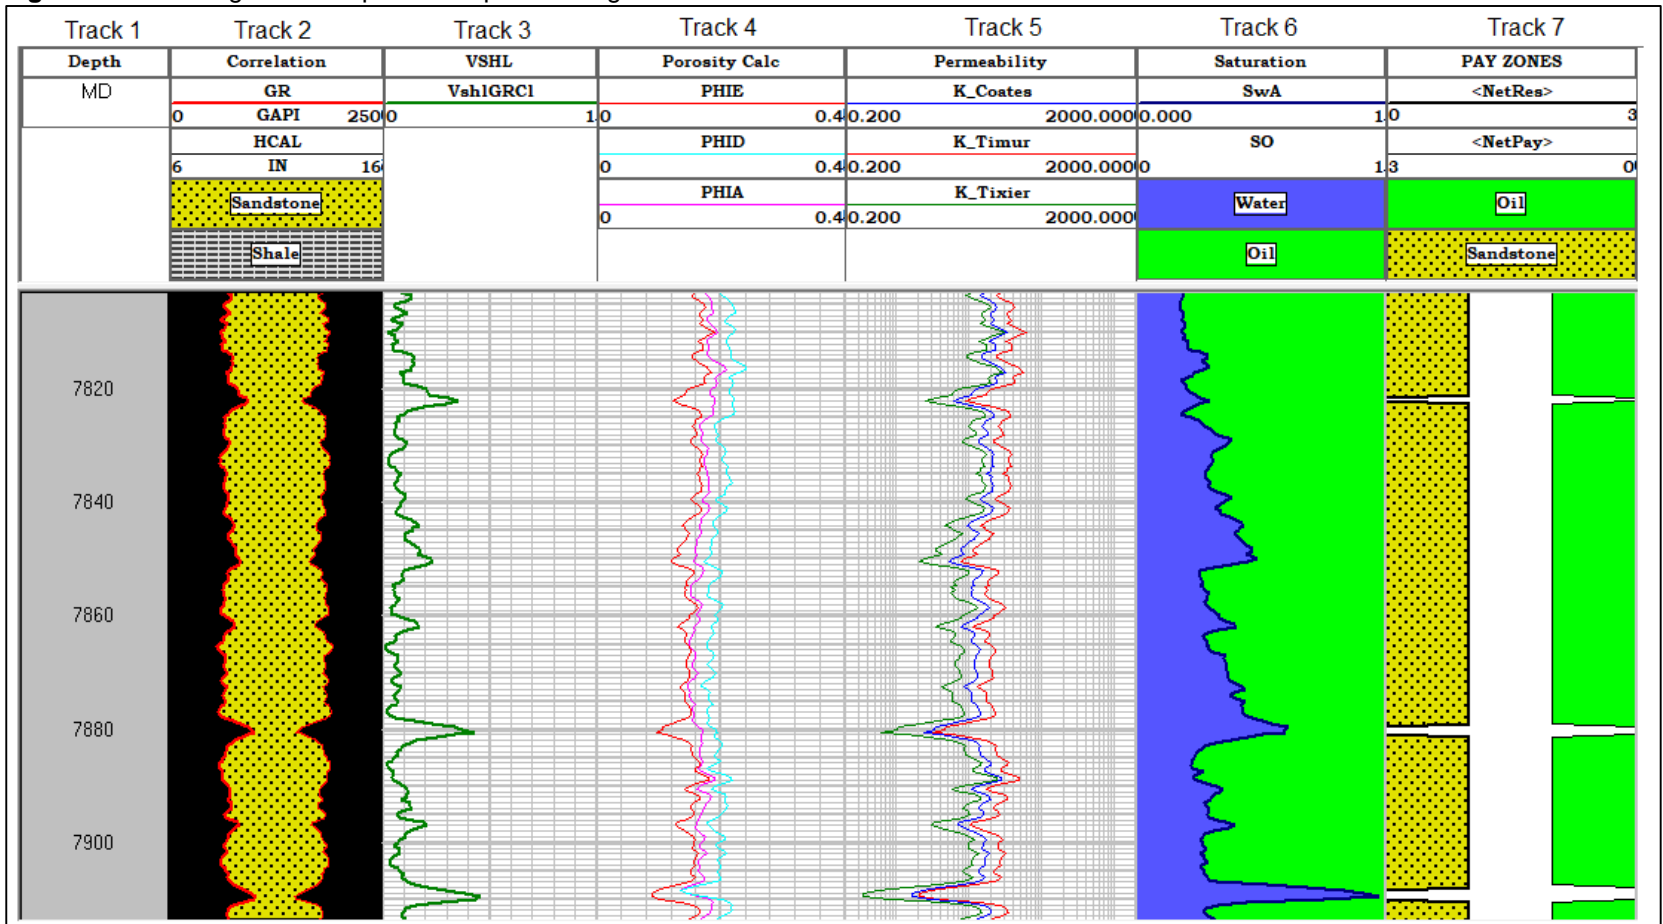 Track 1 Track 2 Track 3 Track 4 Track 5 Track 6 Track 7
Depth Correlation VSHL Porosity Calc Permeability Saturation PAY ZONES
MD GR VshlGRCl PHIE K_Coates SwA <NetRes>
0 GAPI 250 0 1 0 0.4 0.200 2000.000 0.000 1 0 3
HCAL PHID K_Timur SO <NetPay>
6 IN 16 0 0.4 0.200 2000.000 0 1 3 0
Sandstone PHIA K_Tixier Water Oil
0 0.4 0.200 2000.000
Shale Oil Sandstone
7820
7840
7860
7880
7900